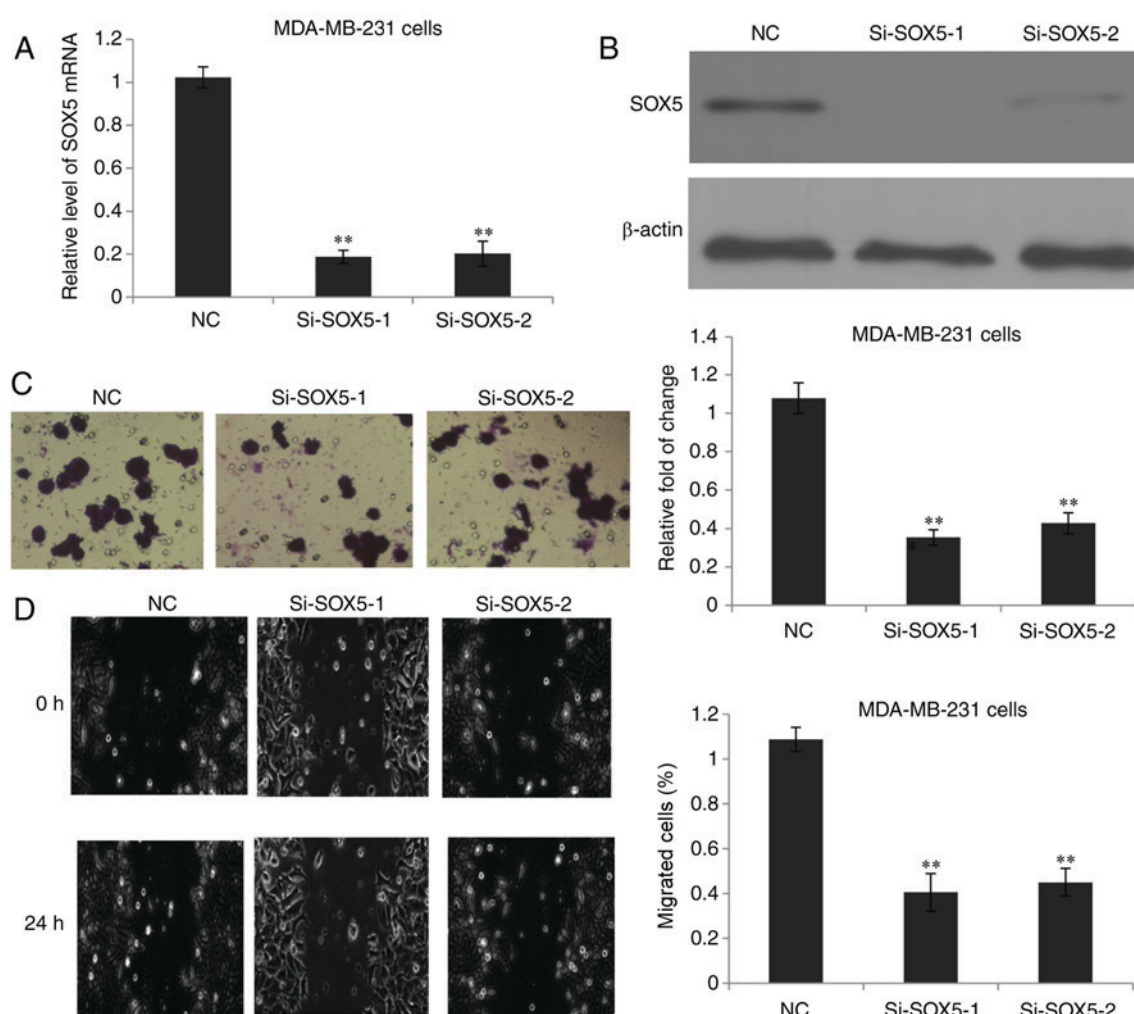 A
MDA-MB-231 cells
Relative level of SOX5 mRNA
1.2
1
0.8
0.6
0.4
0.2
0
**
**
NC
Si-SOX5-1
Si-SOX5-2
B
NC
Si-SOX5-1
Si-SOX5-2
SOX5
β-actin
C
NC
Si-SOX5-1
Si-SOX5-2
MDA-MB-231 cells
Relative fold of change
1.4
1.2
1
0.8
0.6
0.4
0.2
0
**
**
*
NC
Si-SOX5-1
Si-SOX5-2
D
NC
Si-SOX5-1
Si-SOX5-2
0 h
24 h
MDA-MB-231 cells
Migrated cells (%)
1.2
1
0.8
0.6
0.4
0.2
0
**
**
NC
Si-SOX5-1
Si-SOX5-2